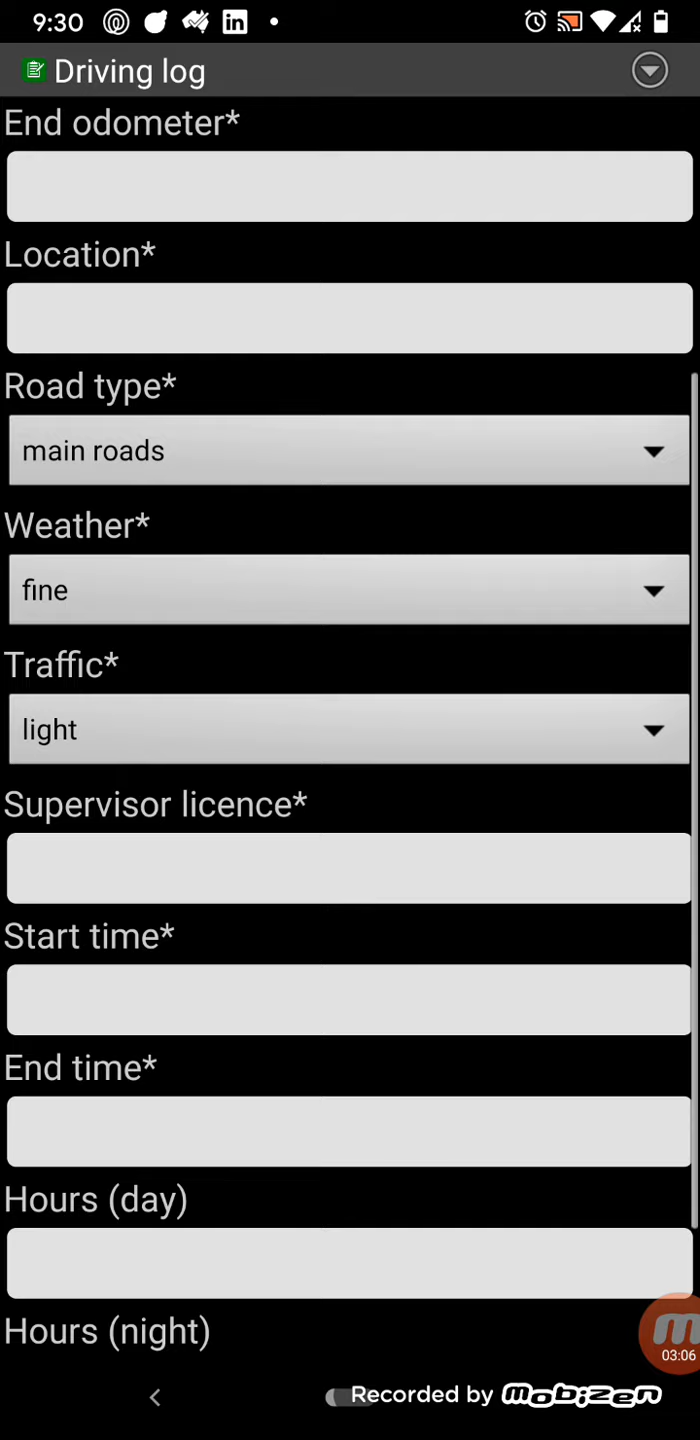 9:30
Driving log
End odometer*
Location*
Road type*
main roads
Weather*
fine
Traffic*
light
Supervisor licence*
Start time*
End time*
Hours (day)
Hours (night)
03:06
Recorded by mobizen